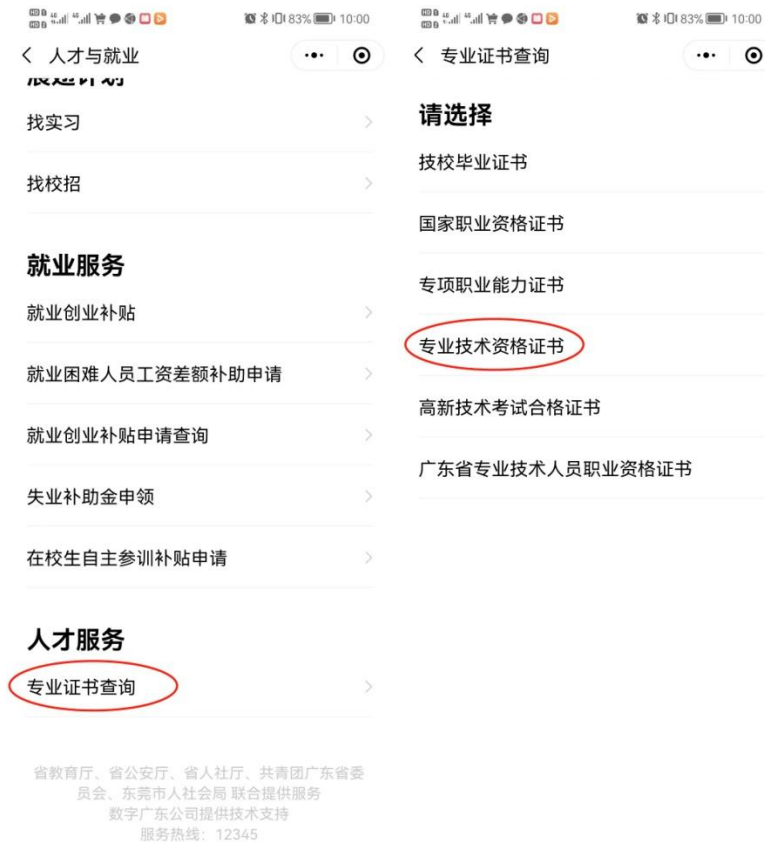 83% 10:00
人才与就业
展翅计划
找实习
找校招
就业服务
就业创业补贴
就业困难人员工资差额补助申请
就业创业补贴申请查询
失业补助金申领
在校生自主参训补贴申请
人才服务
专业证书查询
省教育厅、省公安厅、省人社厅、共青团广东省委
员会、东莞市人社会局 联合提供服务
数字广东公司提供技术支持
服务热线：12345
83% 10:00
专业证书查询
请选择
技校毕业证书
国家职业资格证书
专项职业能力证书
专业技术资格证书
高新技术考试合格证书
广东省专业技术人员职业资格证书